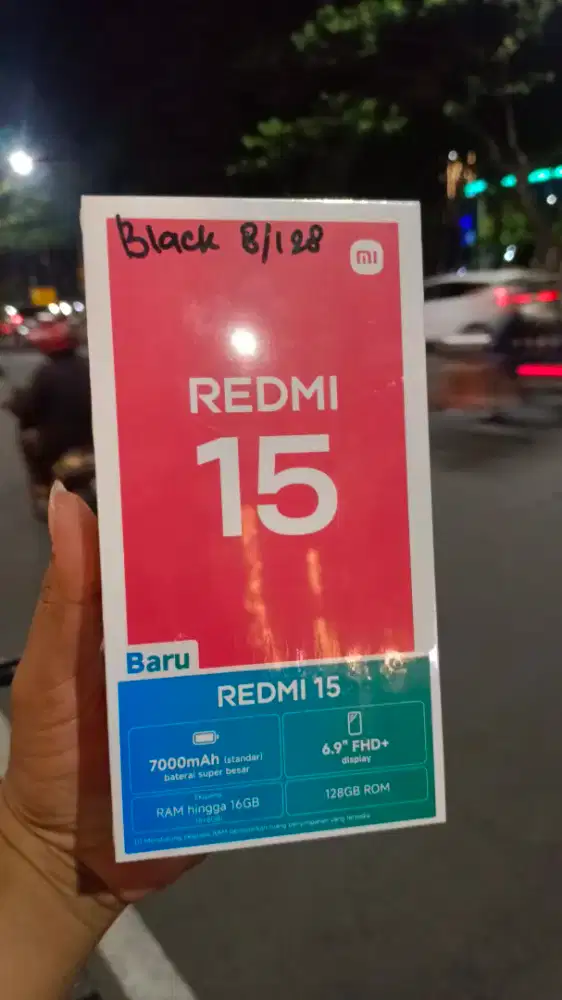 Black 8/128
mi
REDMI
15
Baru
REDMI 15
7000mAh (standar)
baterai super besar
6.9" FHD+
display
RAM hingga 16GB
128GB ROM